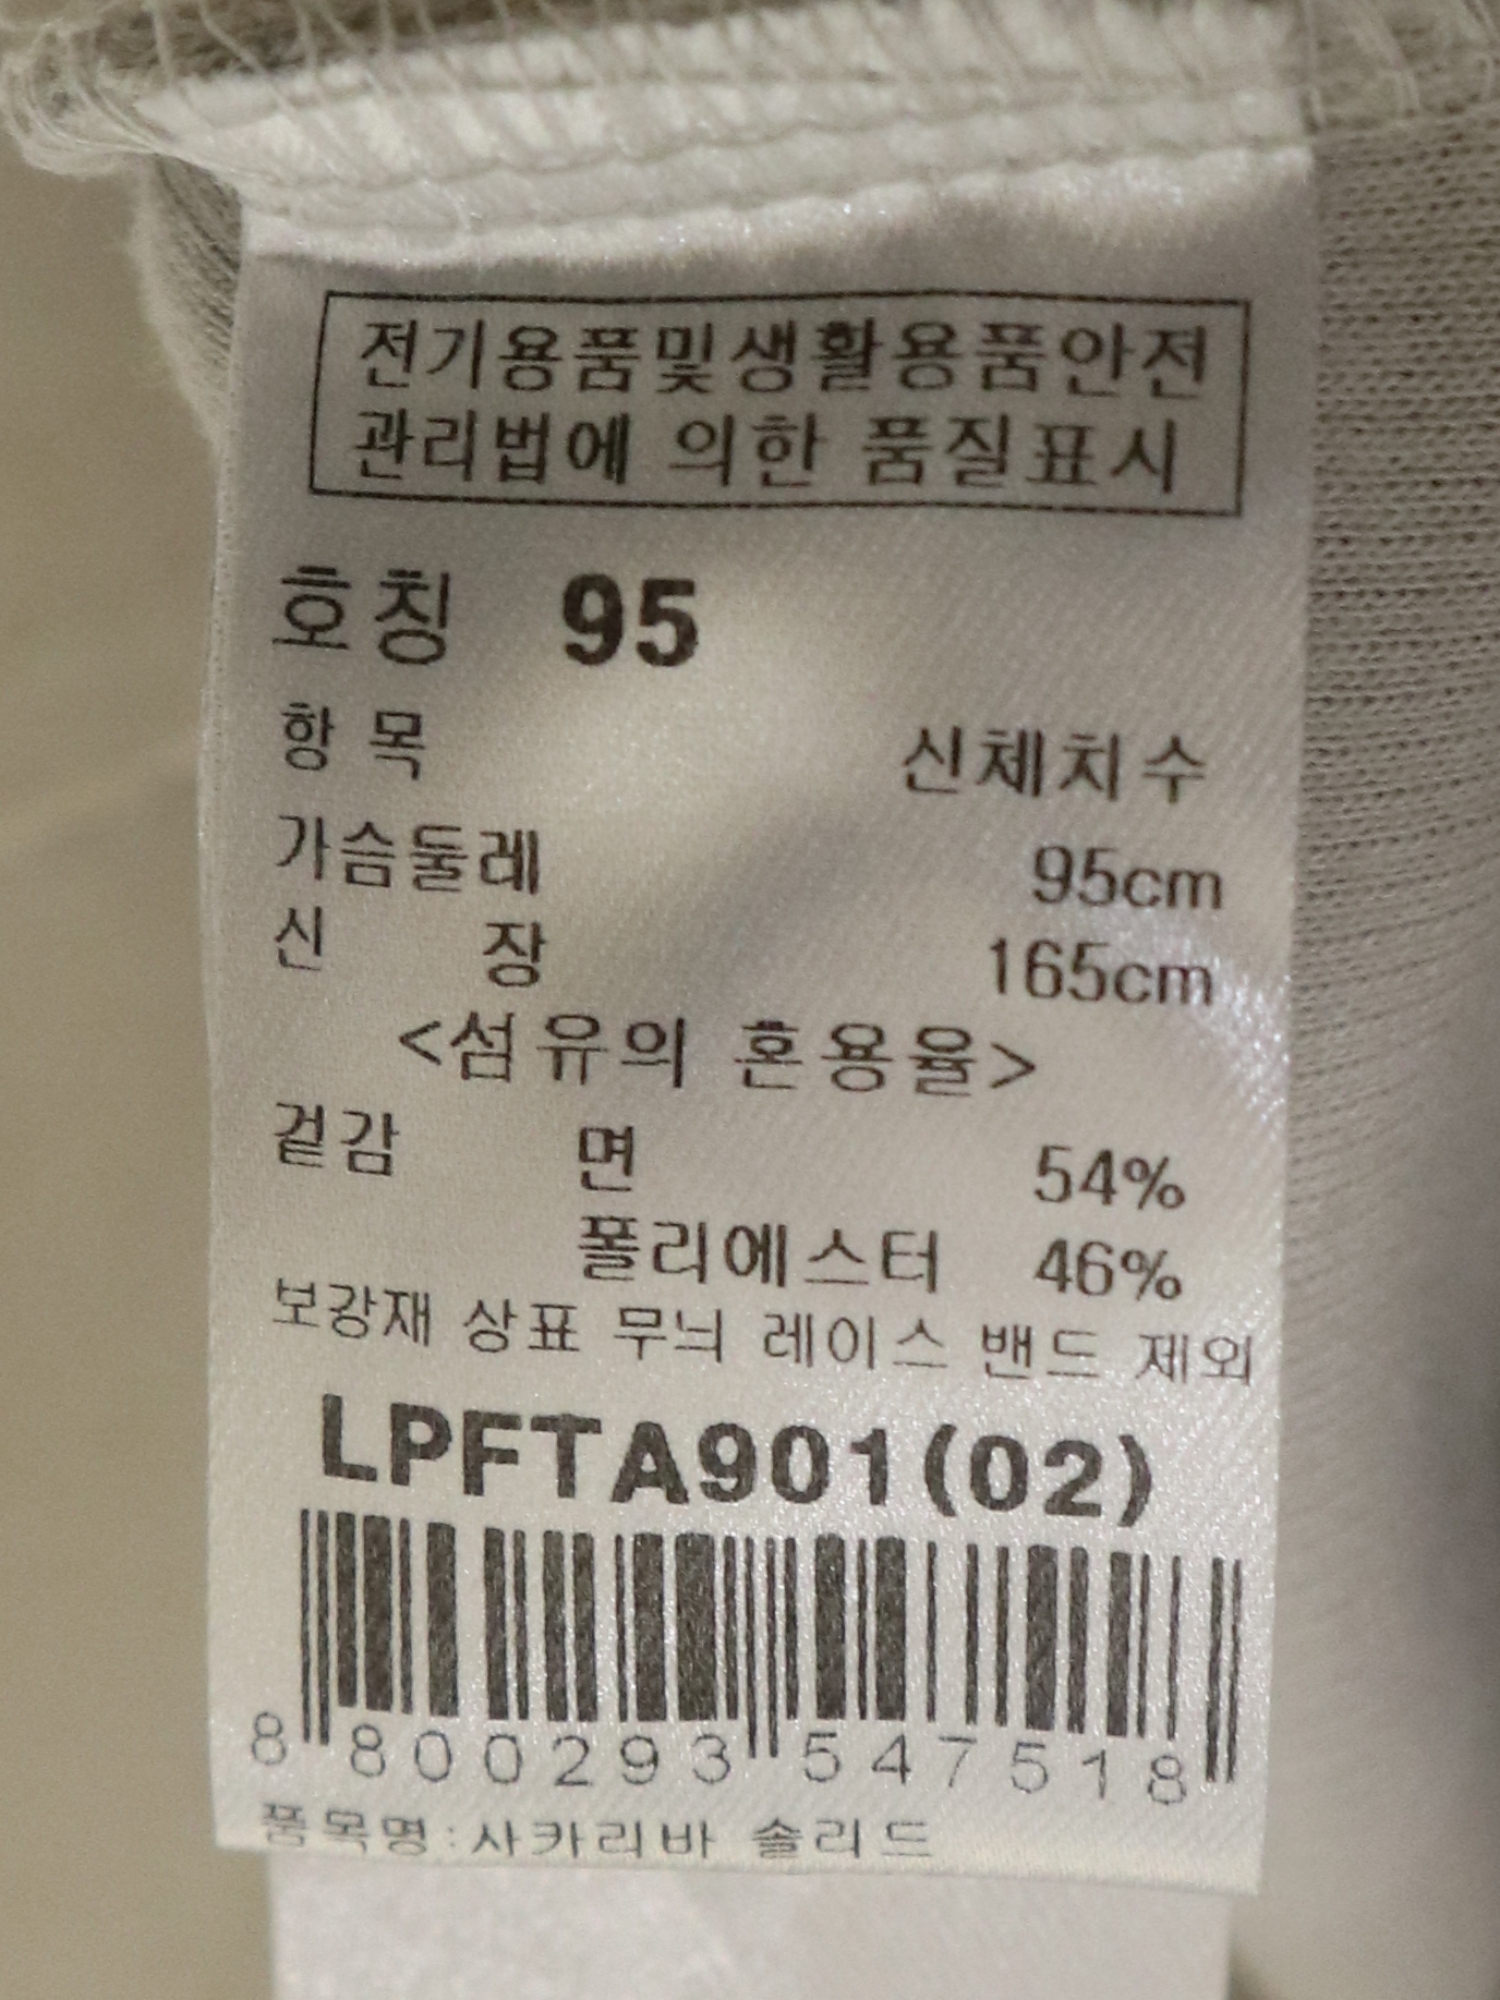 전기용품및생활용품안전
관리법에 의한 품질표시
호칭 95
항목 신체치수
가슴둘레 95cm
신 장 165cm
<섬유의 혼용율>
겉감 면 54%
폴리에스터 46%
보강재 상표 무늬 레이스 밴드 제외
LPFTA901(02)
8 800293 547518
품목명:사카리바 솔리드